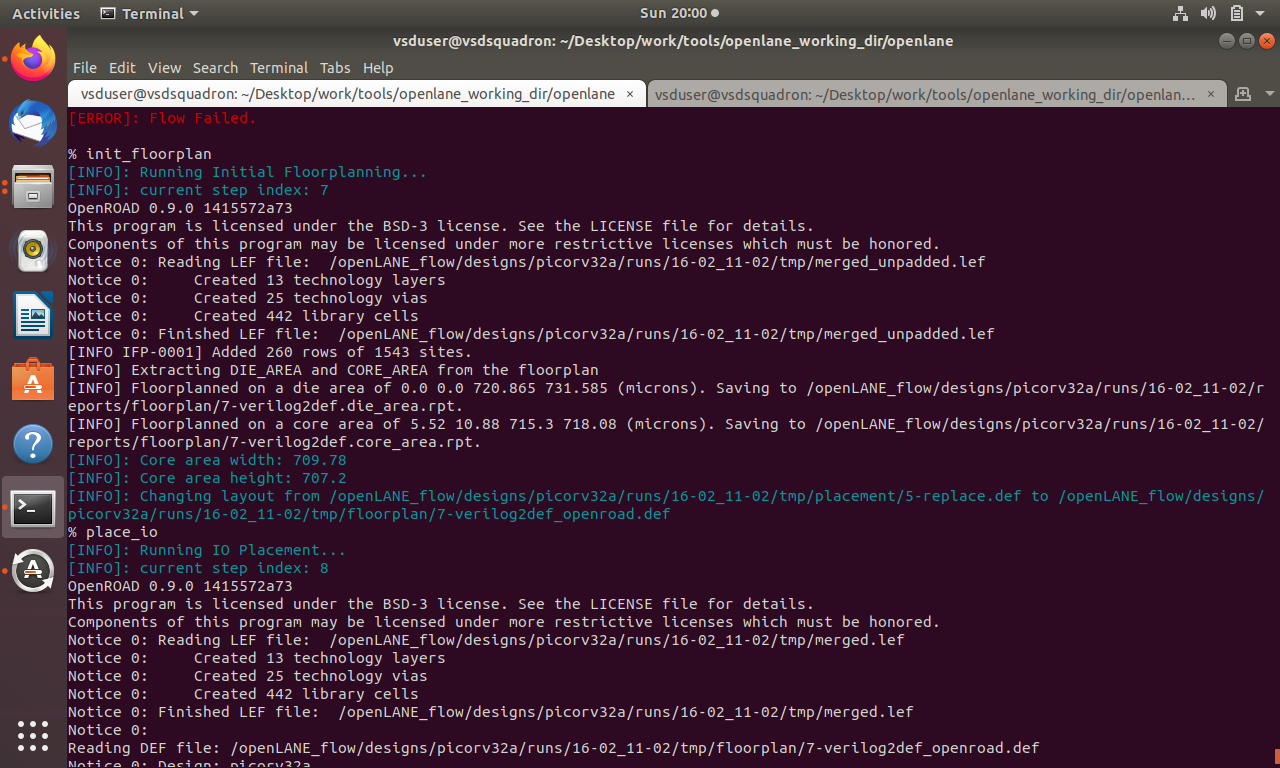 Activities Terminal Sun 20:00
vsduser@vsdsquadron: ~/Desktop/work/tools/openlane_working_dir/openlane
File Edit View Search Terminal Tabs Help
vsduser@vsdsquadron: ~/Desktop/work/tools/openlane_working_dir/openlane × vsduser@vsdsquadron: ~/Desktop/work/tools/openlane_working_dir/openlan... ×
[ERROR]: Flow Failed.
% init_floorplan
[INFO]: Running Initial Floorplanning...
[INFO]: current step index: 7
OpenROAD 0.9.0 1415572a73
This program is licensed under the BSD-3 license. See the LICENSE file for details.
Components of this program may be licensed under more restrictive licenses which must be honored.
Notice 0: Reading LEF file:  /openLANE_flow/designs/picorv32a/runs/16-02_11-02/tmp/merged_unpadded.lef
Notice 0:     Created 13 technology layers
Notice 0:     Created 25 technology vias
Notice 0:     Created 442 library cells
Notice 0: Finished LEF file:  /openLANE_flow/designs/picorv32a/runs/16-02_11-02/tmp/merged_unpadded.lef
[INFO IFP-0001] Added 260 rows of 1543 sites.
[INFO] Extracting DIE_AREA and CORE_AREA from the floorplan
[INFO] Floorplanned on a die area of 0.0 0.0 720.865 731.585 (microns). Saving to /openLANE_flow/designs/picorv32a/runs/16-02_11-02/r
eports/floorplan/7-verilog2def.die_area.rpt.
[INFO] Floorplanned on a core area of 5.52 10.88 715.3 718.08 (microns). Saving to /openLANE_flow/designs/picorv32a/runs/16-02_11-02/
reports/floorplan/7-verilog2def.core_area.rpt.
[INFO]: Core area width: 709.78
[INFO]: Core area height: 707.2
[INFO]: Changing layout from /openLANE_flow/designs/picorv32a/runs/16-02_11-02/tmp/placement/5-replace.def to /openLANE_flow/designs/
picorv32a/runs/16-02_11-02/tmp/floorplan/7-verilog2def_openroad.def
% place_io
[INFO]: Running IO Placement...
[INFO]: current step index: 8
OpenROAD 0.9.0 1415572a73
This program is licensed under the BSD-3 license. See the LICENSE file for details.
Components of this program may be licensed under more restrictive licenses which must be honored.
Notice 0: Reading LEF file:  /openLANE_flow/designs/picorv32a/runs/16-02_11-02/tmp/merged.lef
Notice 0:     Created 13 technology layers
Notice 0:     Created 25 technology vias
Notice 0:     Created 442 library cells
Notice 0: Finished LEF file:  /openLANE_flow/designs/picorv32a/runs/16-02_11-02/tmp/merged.lef
Notice 0:
Reading DEF file: /openLANE_flow/designs/picorv32a/runs/16-02_11-02/tmp/floorplan/7-verilog2def_openroad.def
Notice 0: Design: picorv32a